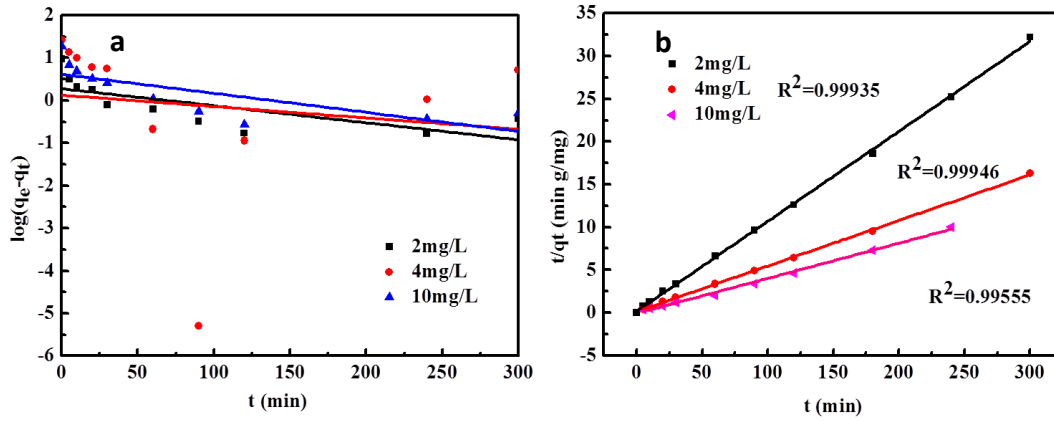 a
log(qe-qt)
2
1
0
-1
-2
-3
-4
-5
-6
0 50 100 150 200 250 300
t (min)
2mg/L
4mg/L
10mg/L
b
t/qt (min g/mg)
35
30
25
20
15
10
5
0
-5
0 50 100 150 200 250 300
t (min)
2mg/L
4mg/L
10mg/L
R2=0.99935
R2=0.99946
R2=0.99555